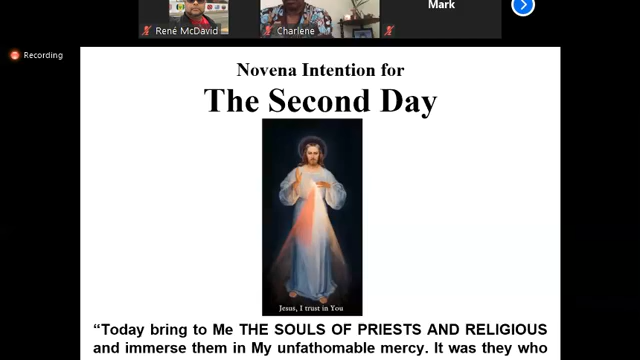 Mark
René McDavid
Charlene
Recording
Novena Intention for
The Second Day
Jesus, I trust in You
“Today bring to Me THE SOULS OF PRIESTS AND RELIGIOUS
and immerse them in My unfathomable mercy. It was they who